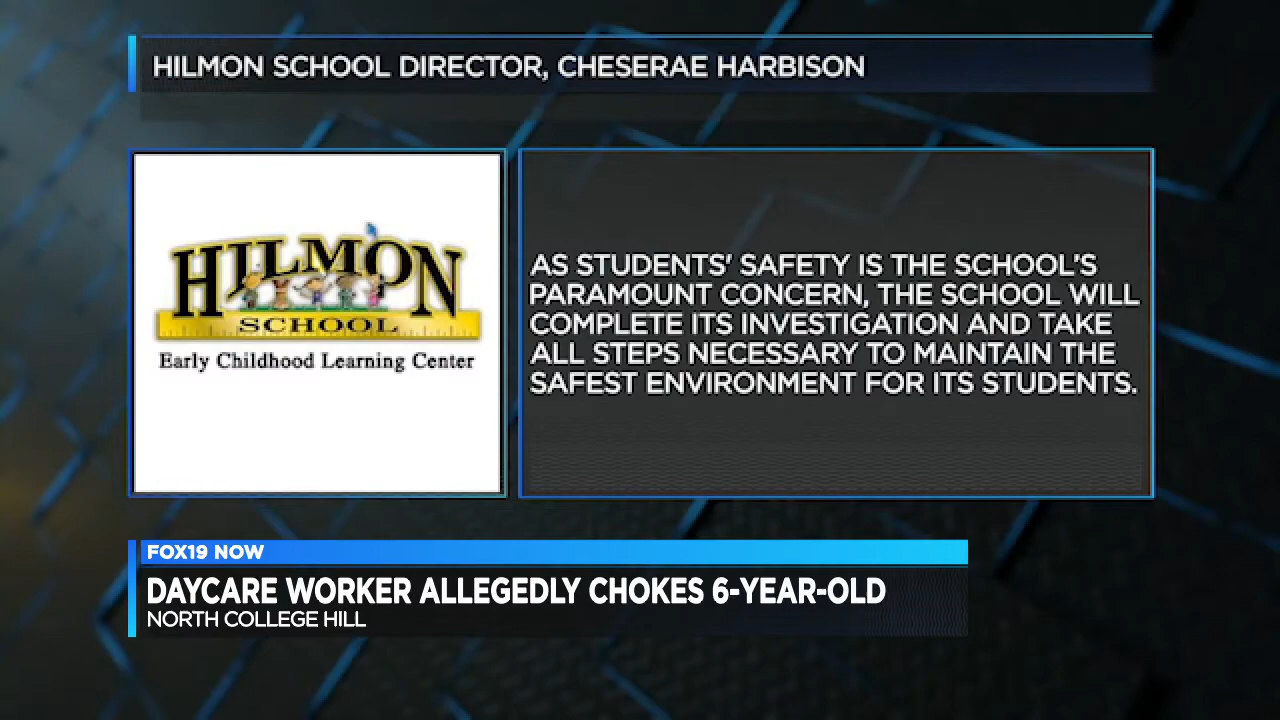 HILMON SCHOOL DIRECTOR, CHESERAE HARBISON
HILMON
SCHOOL
Early Childhood Learning Center
AS STUDENTS' SAFETY IS THE SCHOOL'S
PARAMOUNT CONCERN, THE SCHOOL WILL
COMPLETE ITS INVESTIGATION AND TAKE
ALL STEPS NECESSARY TO MAINTAIN THE
SAFEST ENVIRONMENT FOR ITS STUDENTS.
FOX19 NOW
DAYCARE WORKER ALLEGEDLY CHOKES 6-YEAR-OLD
NORTH COLLEGE HILL